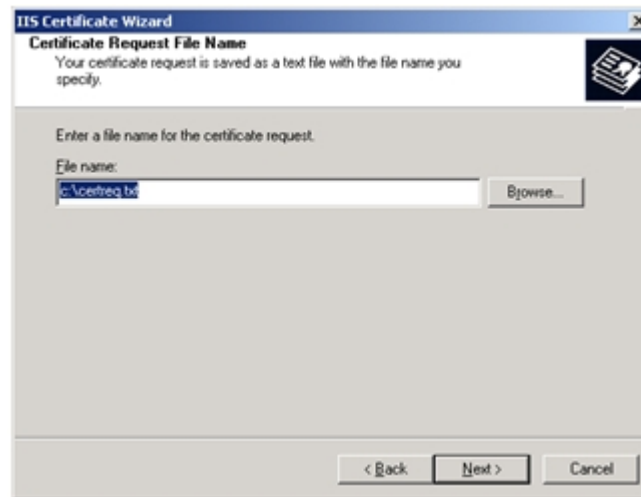 IIS Certificate Wizard
Certificate Request File Name
Your certificate request is saved as a text file with the file name you
specify.
Enter a file name for the certificate request.
File name:
c:\certreq.txt
Browse...
< Back
Next >
Cancel